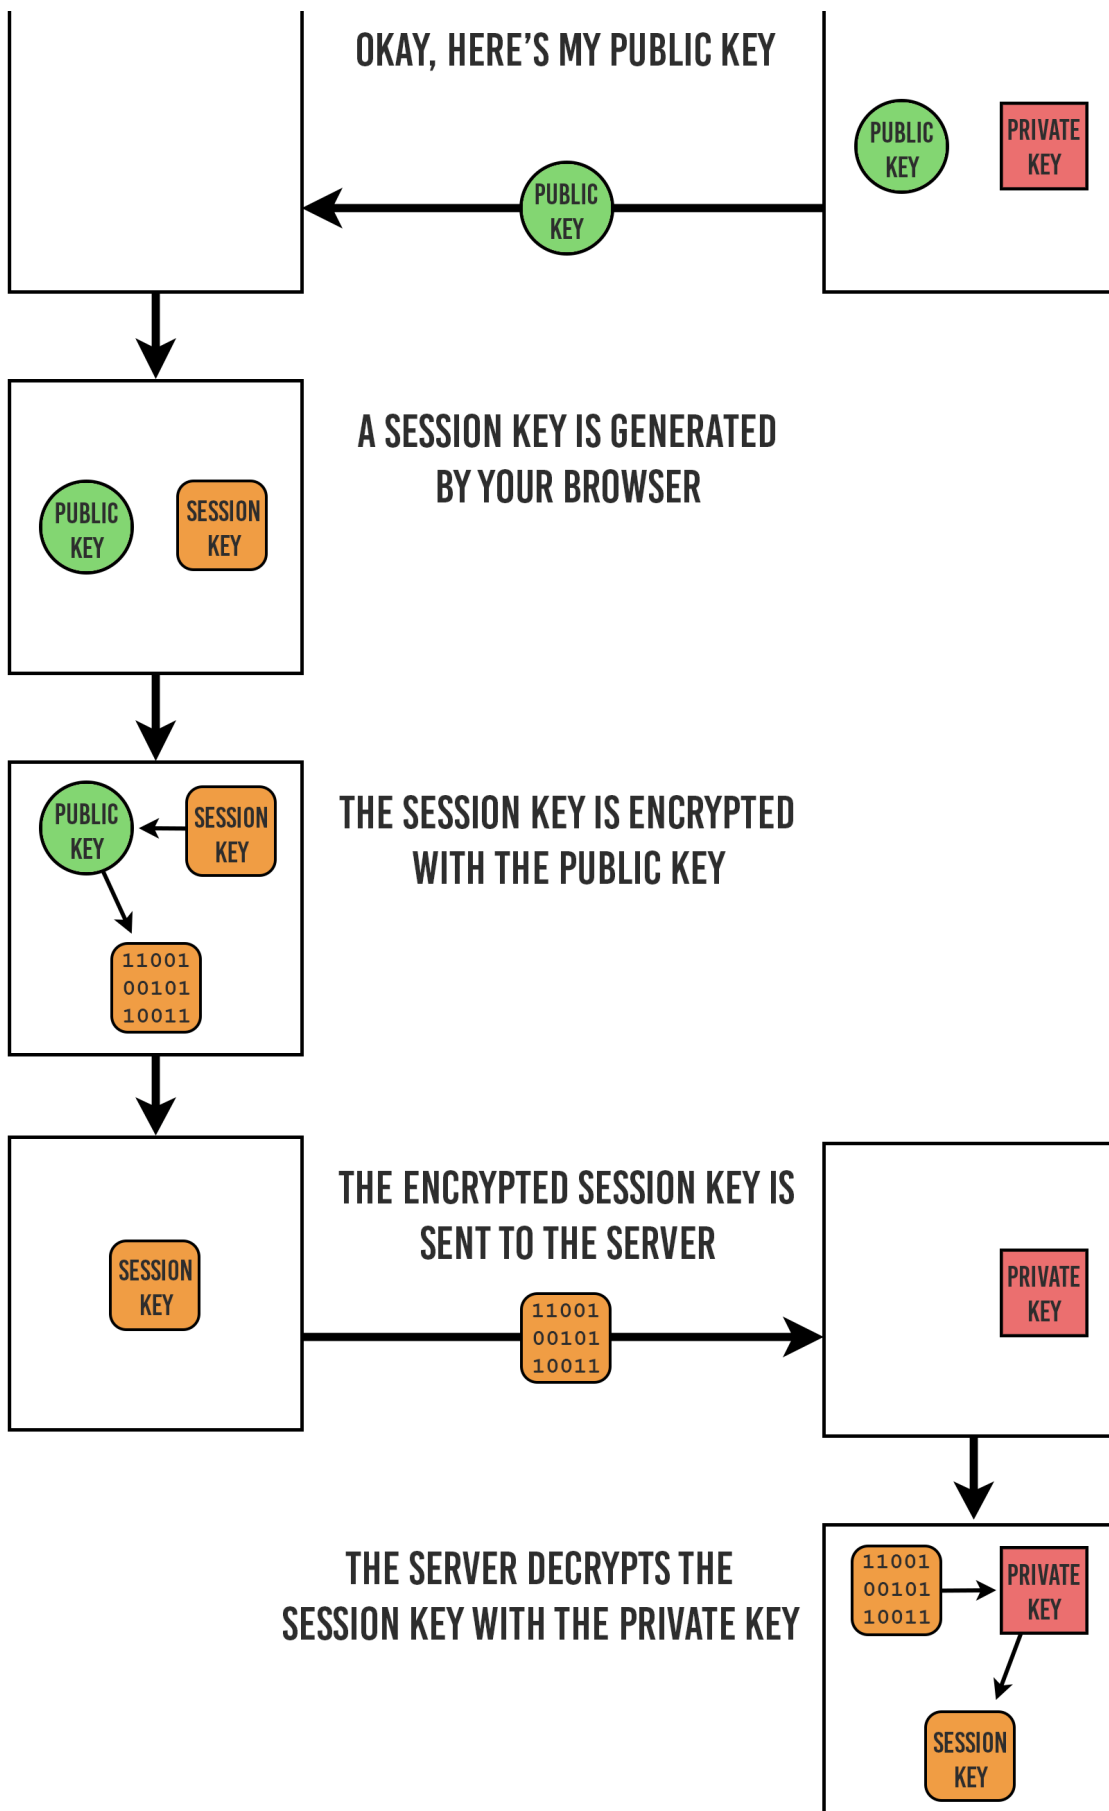 OKAY, HERE'S MY PUBLIC KEY
PUBLIC
KEY
PRIVATE
KEY
PUBLIC
KEY
A SESSION KEY IS GENERATED
BY YOUR BROWSER
PUBLIC
KEY
SESSION
KEY
PUBLIC
KEY
SESSION
KEY
THE SESSION KEY IS ENCRYPTED
WITH THE PUBLIC KEY
11001
00101
10011
THE ENCRYPTED SESSION KEY IS
SENT TO THE SERVER
SESSION
KEY
11001
00101
10011
PRIVATE
KEY
THE SERVER DECRYPTS THE
SESSION KEY WITH THE PRIVATE KEY
11001
00101
10011
PRIVATE
KEY
SESSION
KEY